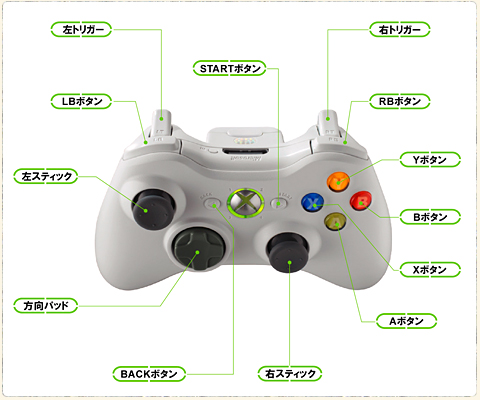 左トリガー
右トリガー
STARTボタン
LBボタン
RBボタン
Yボタン
左スティック
Bボタン
Xボタン
方向パッド
Aボタン
BACKボタン
右スティック
Y
X
B
A